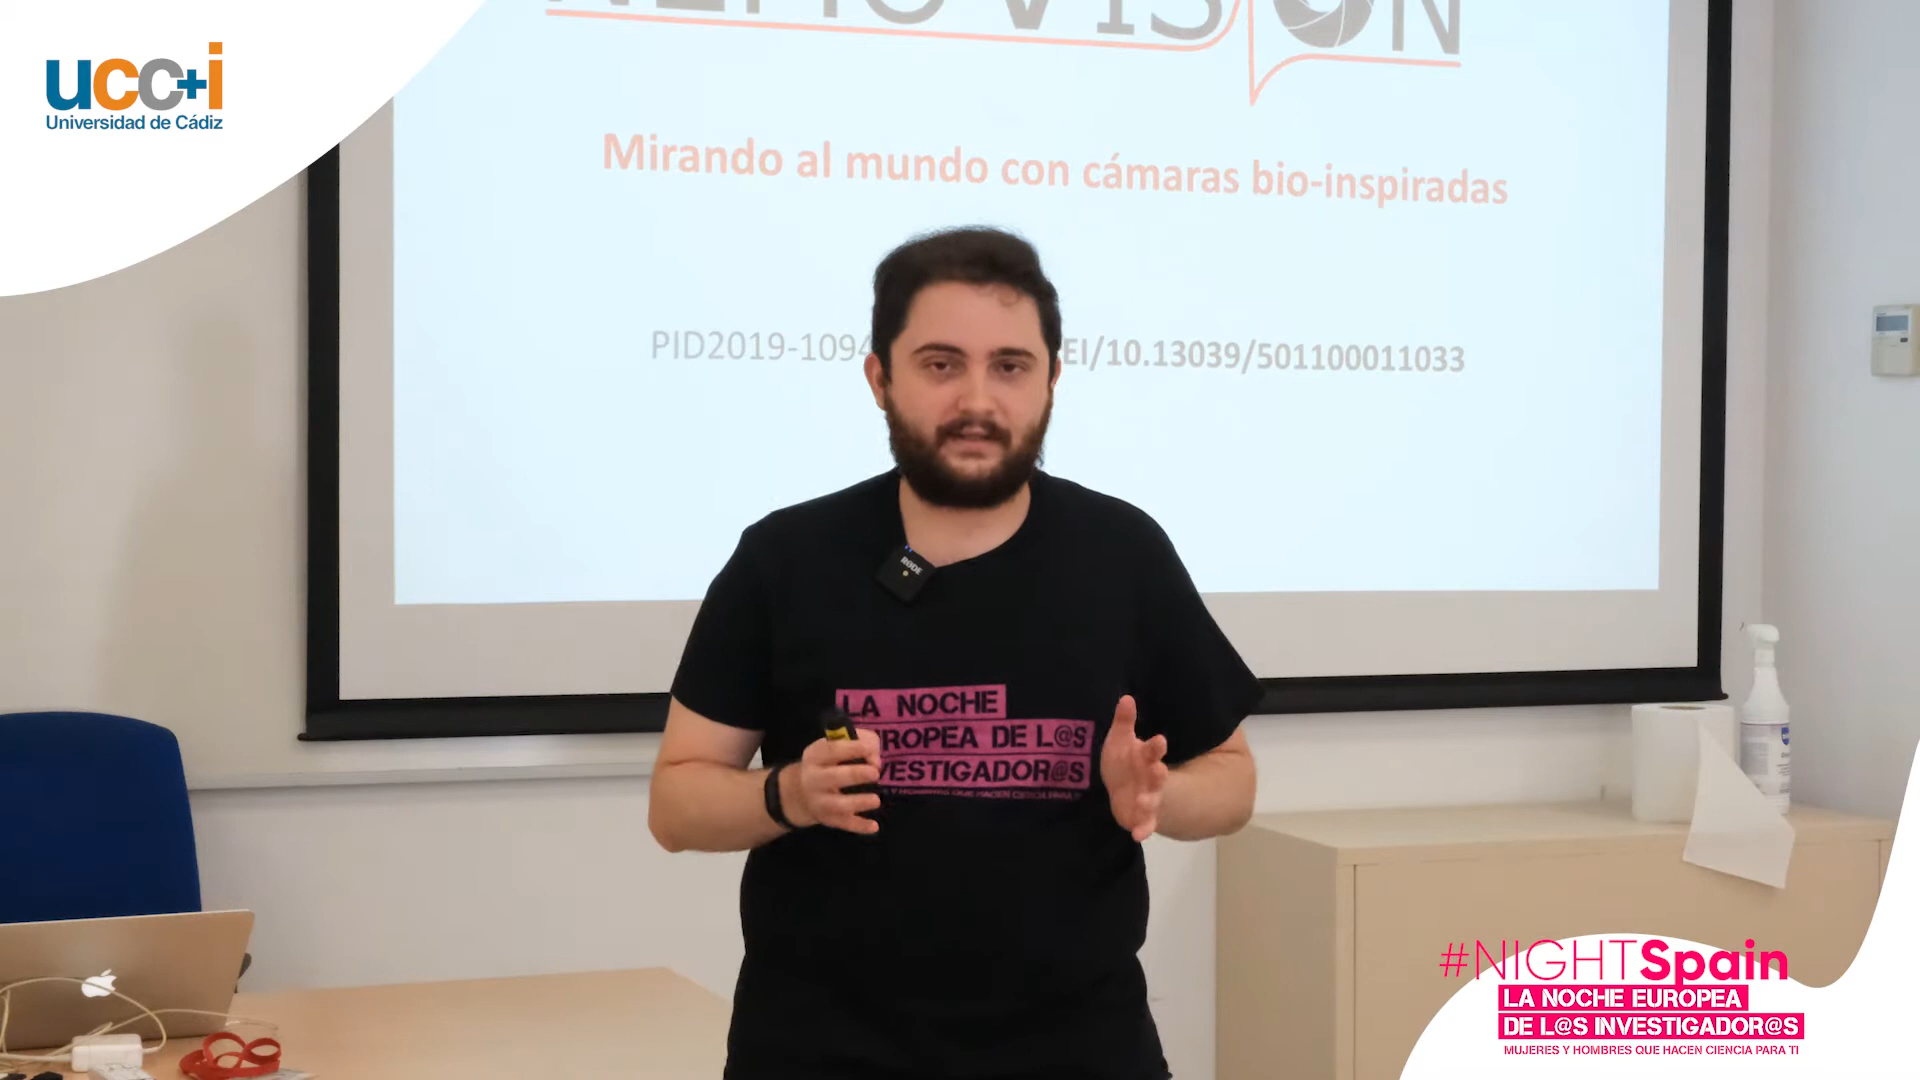 ucc+i
Universidad de Cádiz
Mirando al mundo con cámaras bio-inspiradas
PID2019-1094
EI/10.13039/501100011033
RØDE
LA NOCHE
ROPEA DE L@S
VESTIGADOR@S
#NIGHTSpain
LA NOCHE EUROPEA
DE L@S INVESTIGADOR@S
MUJERES Y HOMBRES QUE HACEN CIENCIA PARA TI